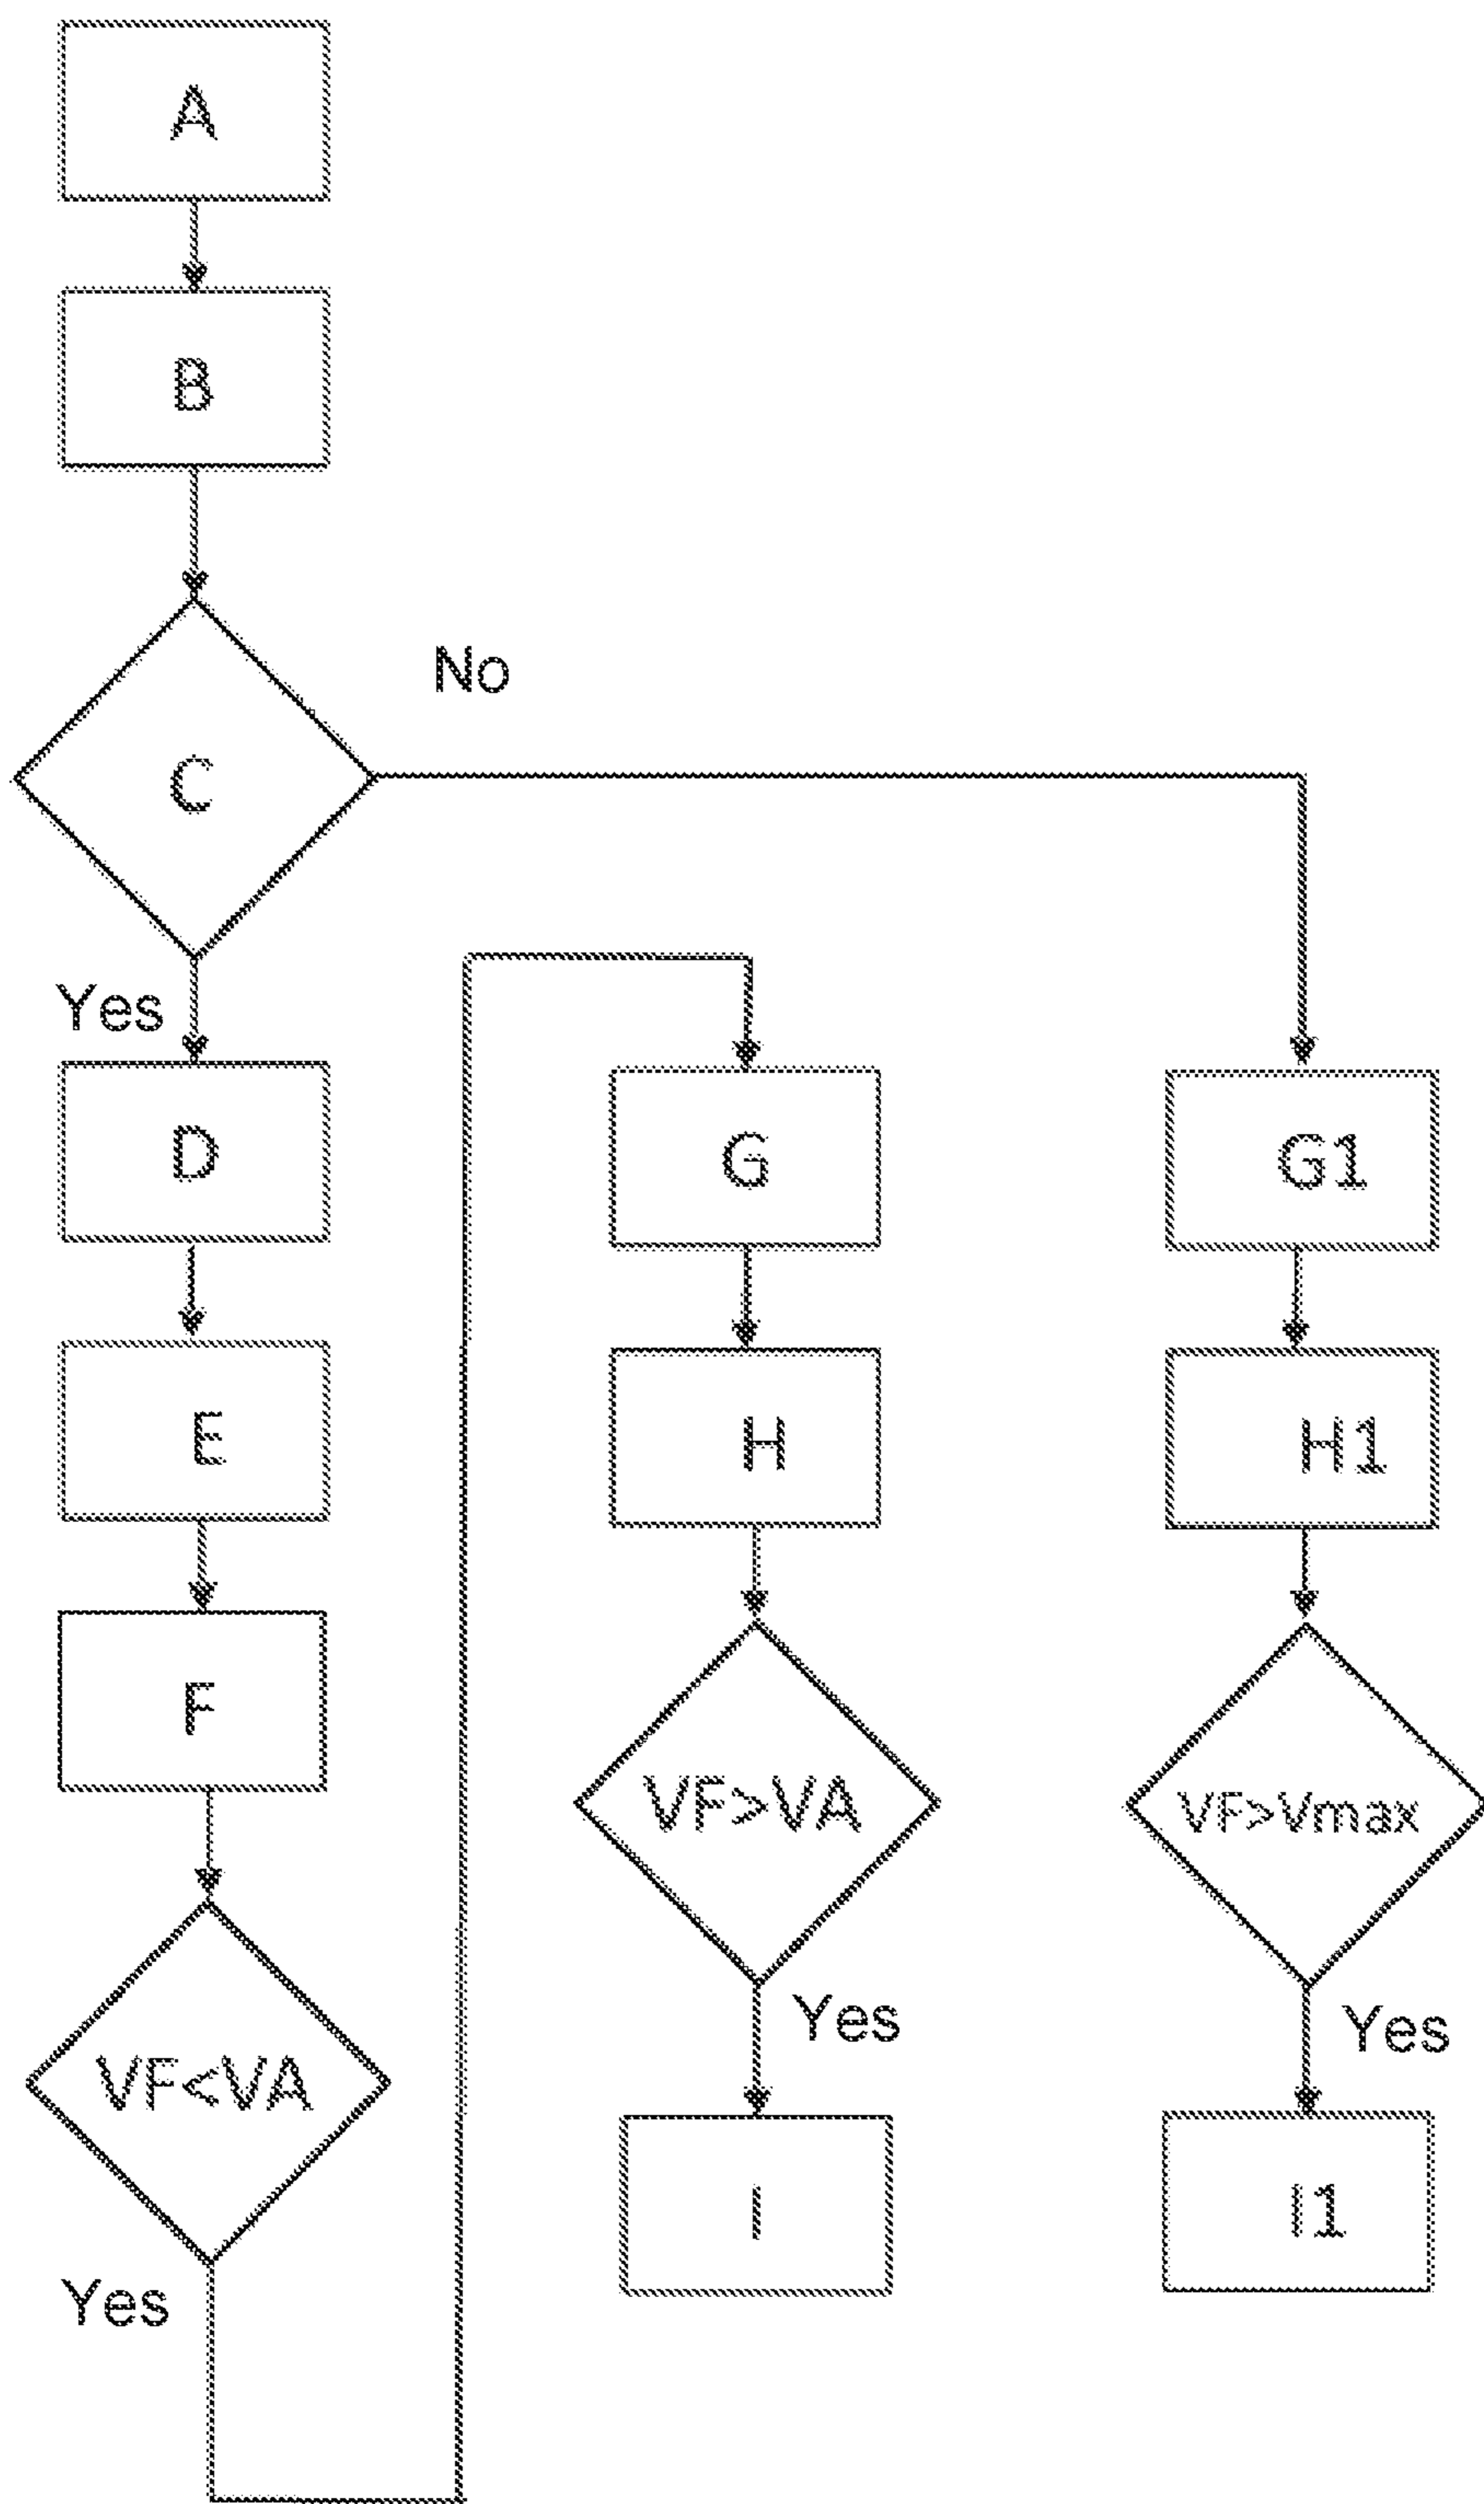 A
B
No
C
Yes
D
E
F
VF<VA
Yes
G
H
VF>VA
Yes
I
G1
H1
VF>Vmax
Yes
I1